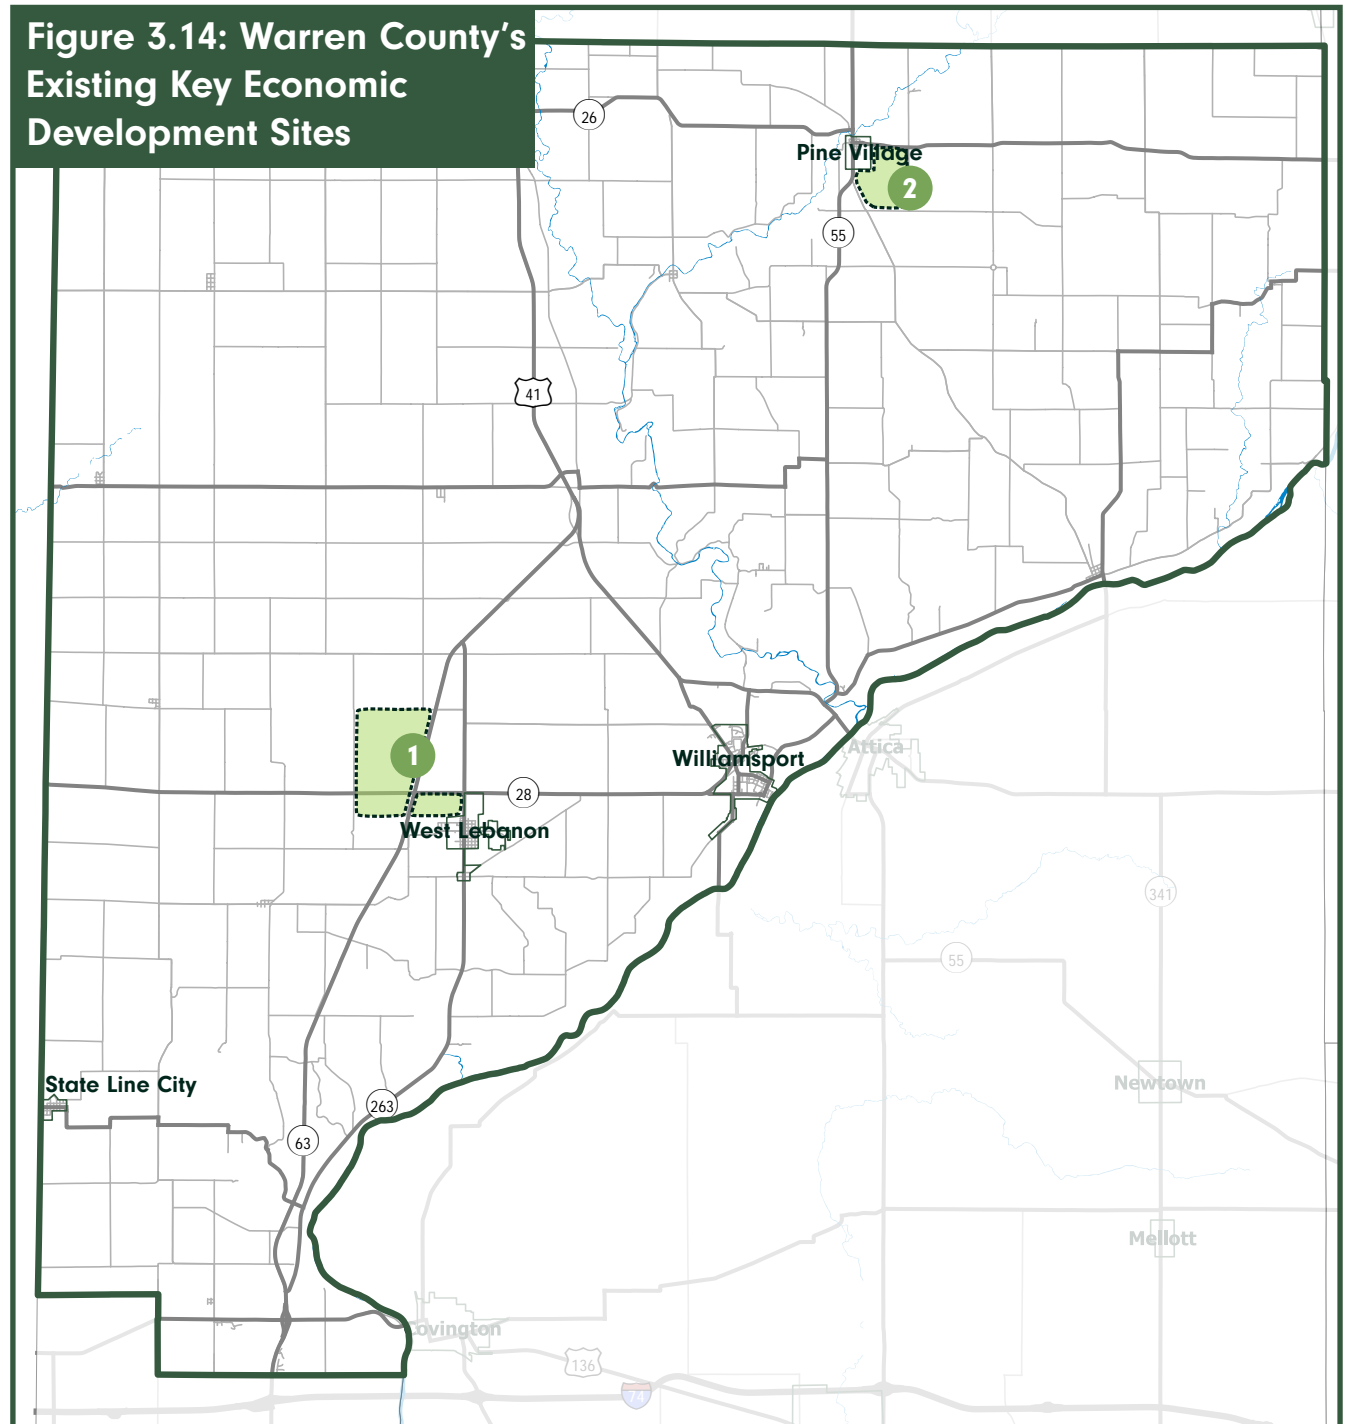 Figure 3.14: Warren County's
Existing Key Economic
Development Sites
26
Pine Village
2
55
41
1
Williamsport
Attica
28
West Lebanon
341
55
State Line City
Newtown
263
63
Mellott
Covington
136
74